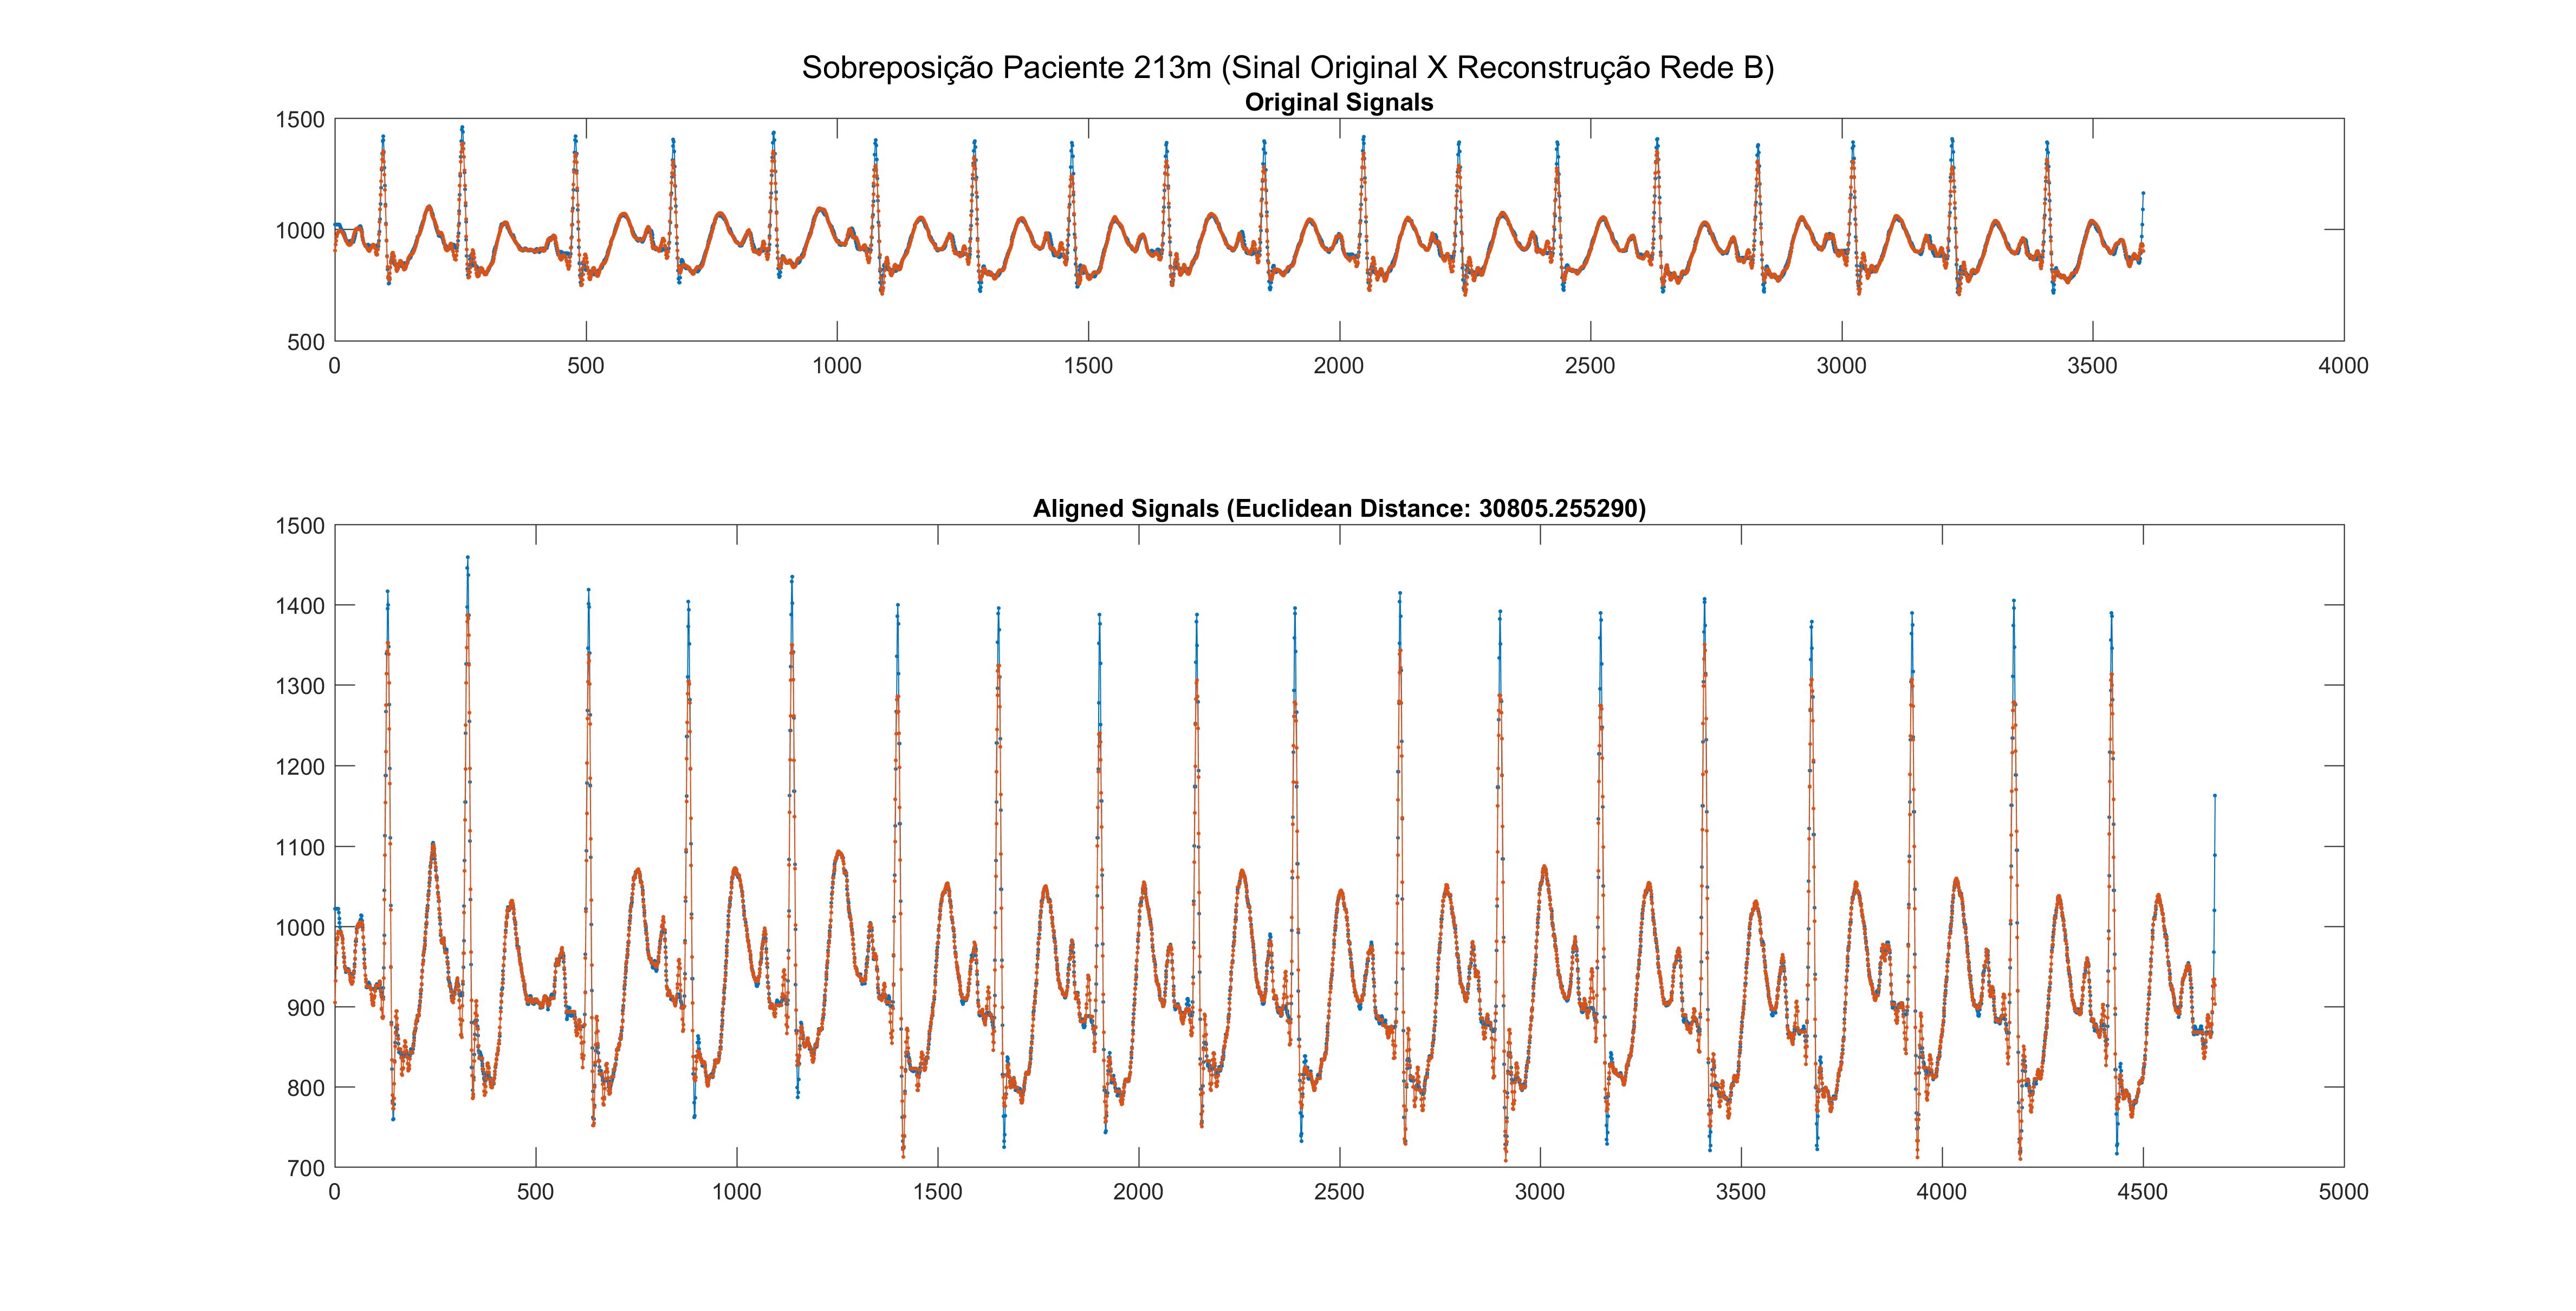 Sobreposição Paciente 213m (Sinal Original X Reconstrução Rede B)
Original Signals
1500
1000
500
0 500 1000 1500 2000 2500 3000 3500 4000
Aligned Signals (Euclidean Distance: 30805.255290)
1500
1400
1300
1200
1100
1000
900
800
700
0 500 1000 1500 2000 2500 3000 3500 4000 4500 5000